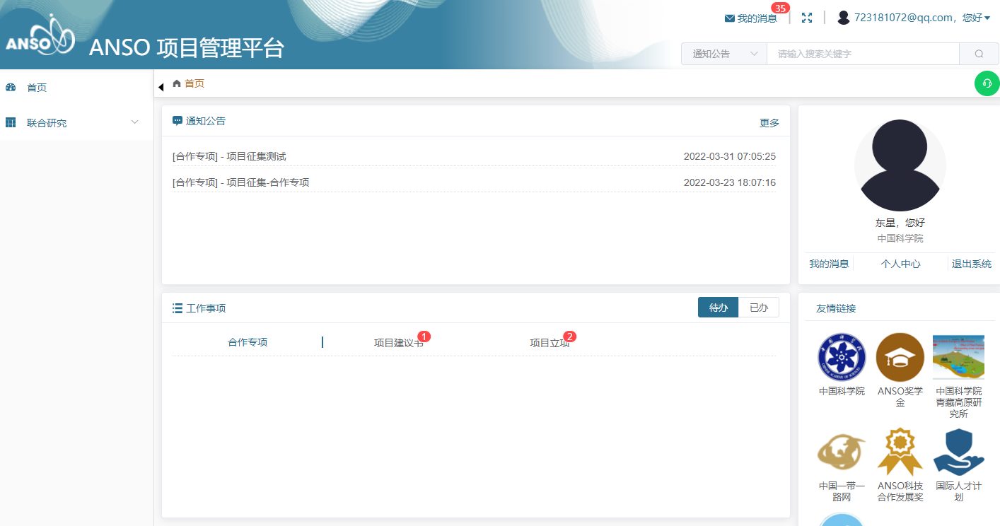 ANSO
ANSO 项目管理平台
我的消息
35
723181072@qq.com，您好
通知公告
请输入搜索关键字
首页
联合研究
首页
通知公告
更多
[合作专项] - 项目征集测试
2022-03-31 07:05:25
[合作专项] - 项目征集-合作专项
2022-03-23 18:07:16
东星，您好
中国科学院
我的消息
个人中心
退出系统
工作事项
待办
已办
合作专项
项目建议书
1
项目立项
2
友情链接
中国科学院
ANSO奖学
金
中国科学院
青藏高原研
究所
中国一带一
路网
ANSO科技
合作发展奖
国际人才计
划